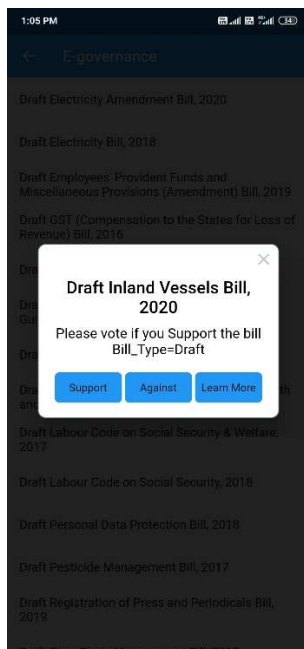 1:05 PM
34
E-governance
Draft Electricity Amendment Bill, 2020
Draft Electricity Bill, 2018
Draft Employees' Provident Funds and
Miscellaneous Provisions (Amendment) Bill, 2019
Draft GST (Compensation to the States for Loss of
Revenue) Bill, 2016
Draft Inland Vessels Bill,
2020
Please vote if you Support the bill
Bill_Type=Draft
Support
Against
Learn More
Draft Labour Code on Social Security & Welfare,
2017
Draft Labour Code on Social Security, 2018
Draft Personal Data Protection Bill, 2018
Draft Pesticide Management Bill, 2017
Draft Registration of Press and Periodicals Bill,
2019